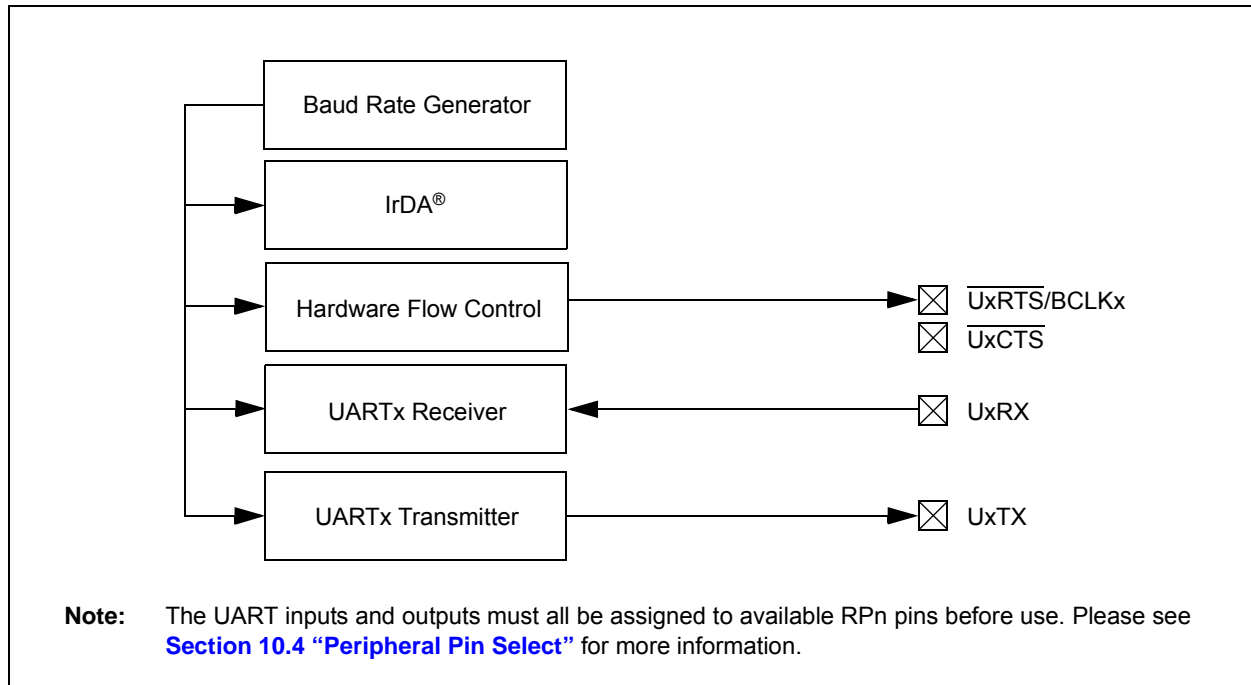 Baud Rate Generator
IrDA®
Hardware Flow Control
UxRTS/BCLKx
UxCTS
UARTx Receiver
UxRX
UARTx Transmitter
UxTX
Note: The UART inputs and outputs must all be assigned to available RPn pins before use. Please see
Section 10.4 “Peripheral Pin Select” for more information.